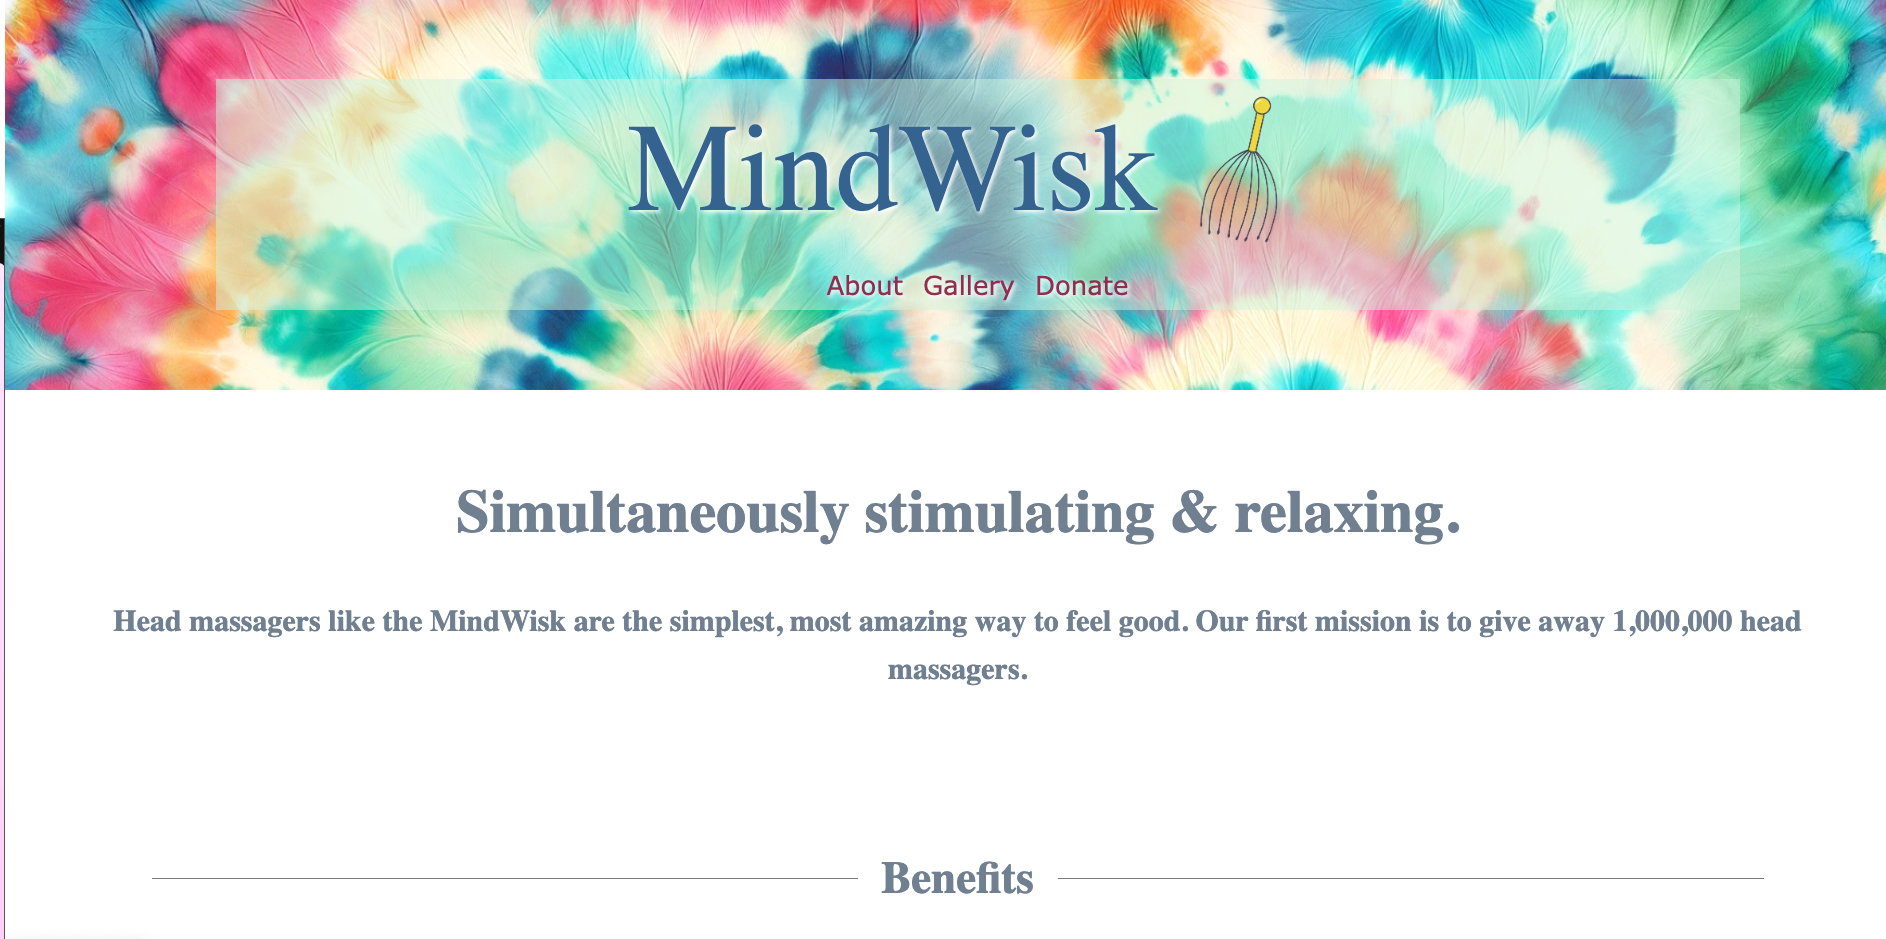 MindWisk
About Gallery Donate
Simultaneously stimulating & relaxing.
Head massagers like the MindWisk are the simplest, most amazing way to feel good. Our first mission is to give away 1,000,000 head
massagers.
Benefits